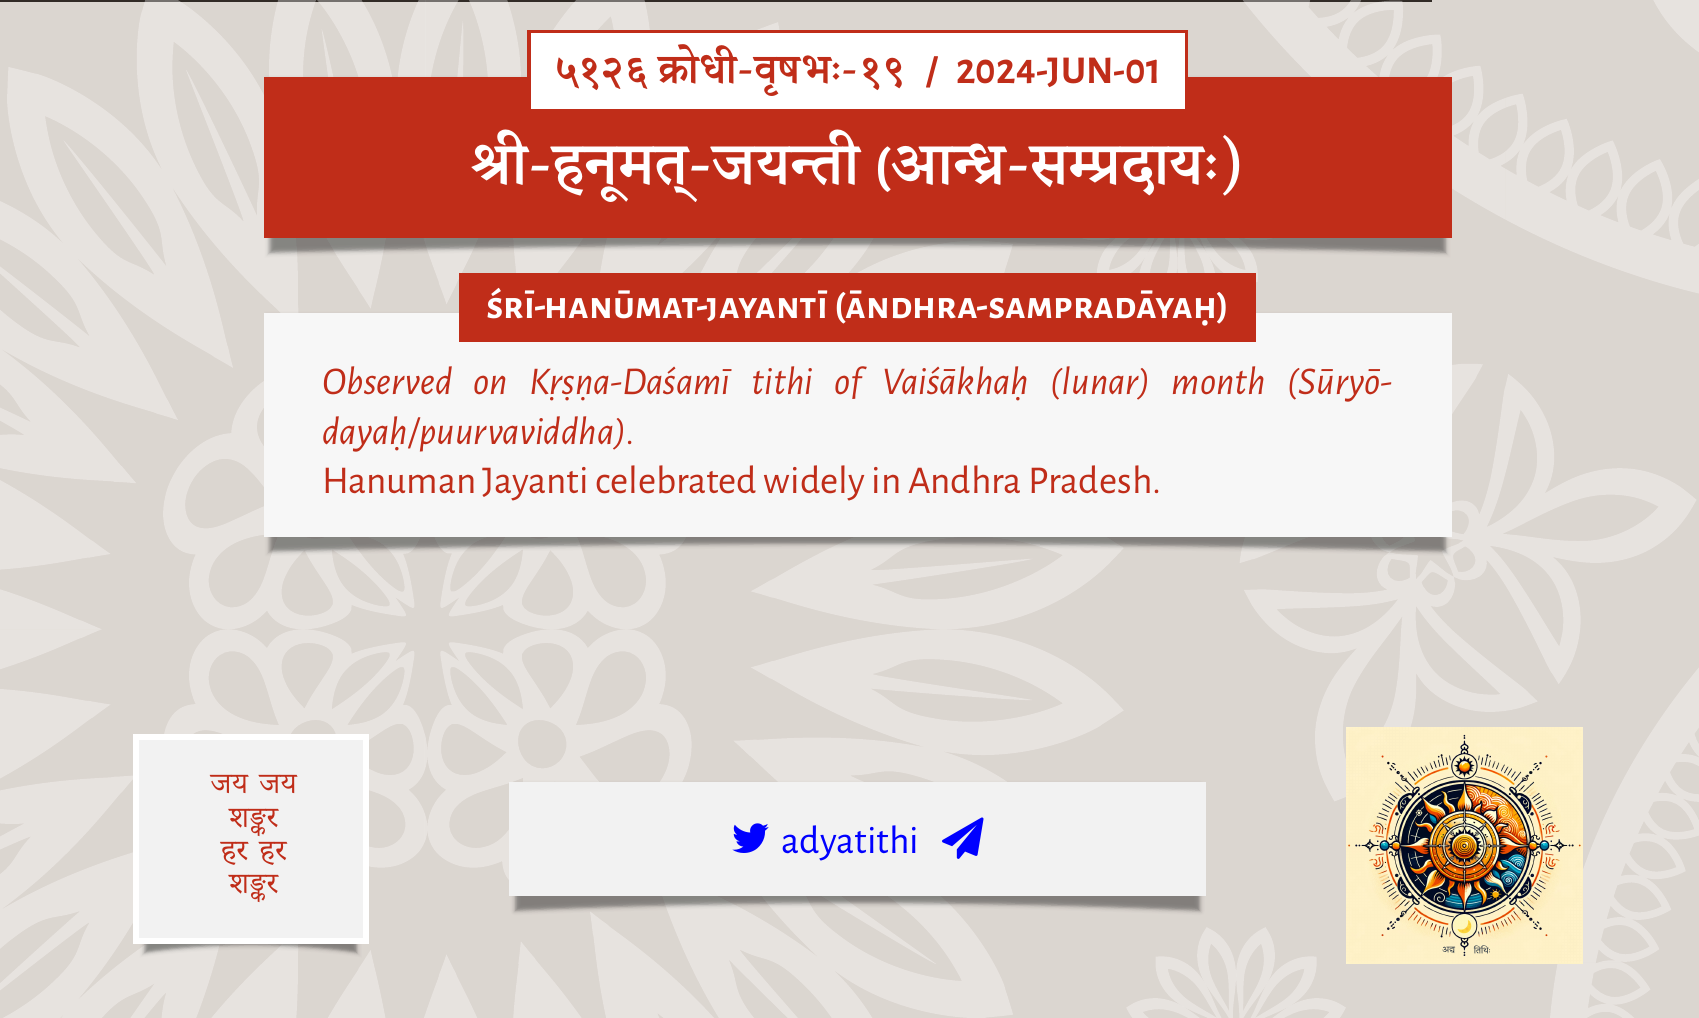 ५१२६ क्रोधी-वृषभः-१९ / 2024-JUN-01
श्री-हनूमत्-जयन्ती (आन्ध्र-सम्प्रदायः)
ŚRĪ-HANŪMAT-JAYANTĪ (ĀNDHRA-SAMPRADĀYAḤ)
Observed on Kṛṣṇa-Daśamī tithi of Vaiśākhaḥ (lunar) month (Sūryō-
dayaḥ/puurvaviddha).
Hanuman Jayanti celebrated widely in Andhra Pradesh.
जय जय
शङ्कर
हर हर
शङ्कर
adyatithi
अद्य तिथिः